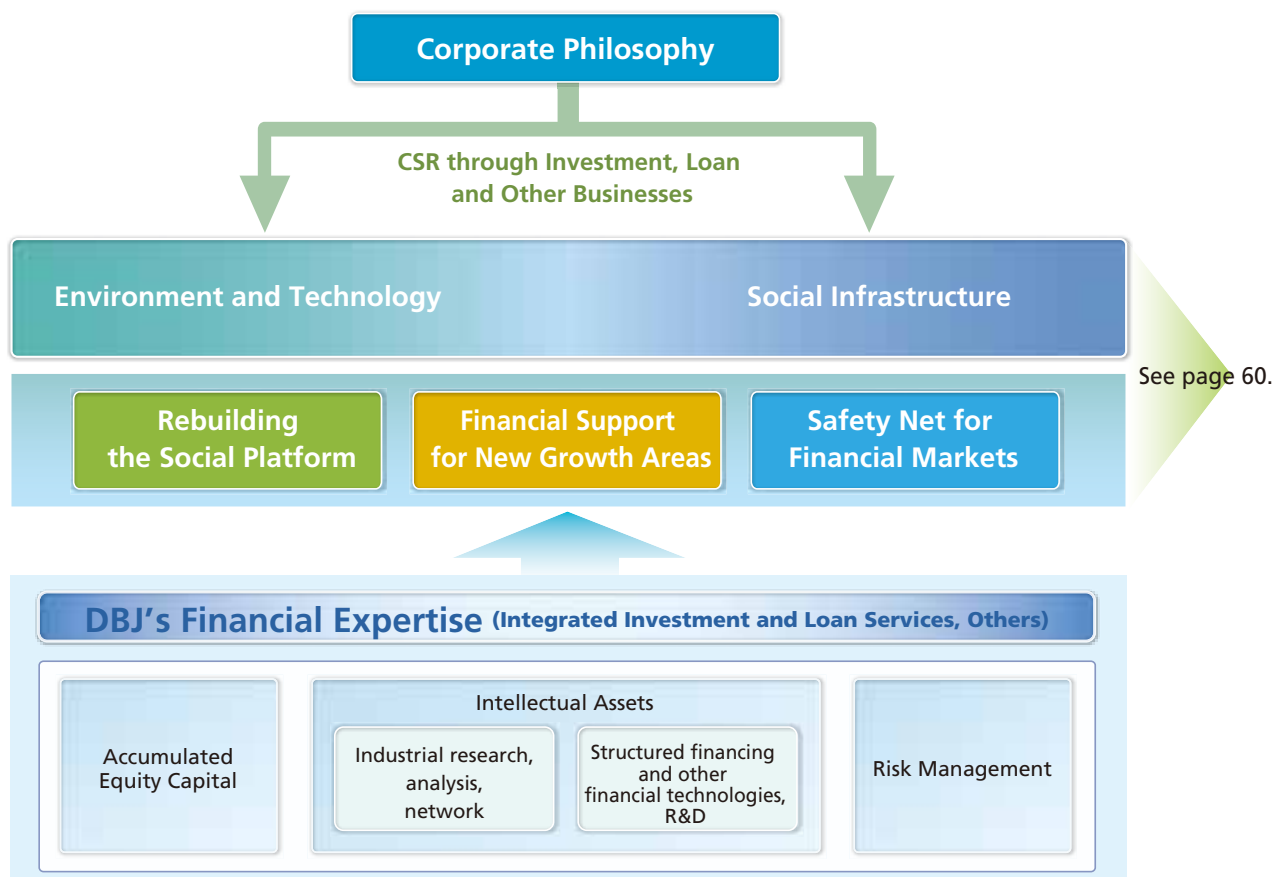 Corporate Philosophy
CSR through Investment, Loan
and Other Businesses
Environment and Technology
Social Infrastructure
See page 60.
Rebuilding
the Social Platform
Financial Support
for New Growth Areas
Safety Net for
Financial Markets
DBJ's Financial Expertise (Integrated Investment and Loan Services, Others)
Accumulated
Equity Capital
Intellectual Assets
Industrial research,
analysis,
network
Structured financing
and other
financial technologies,
R&D
Risk Management